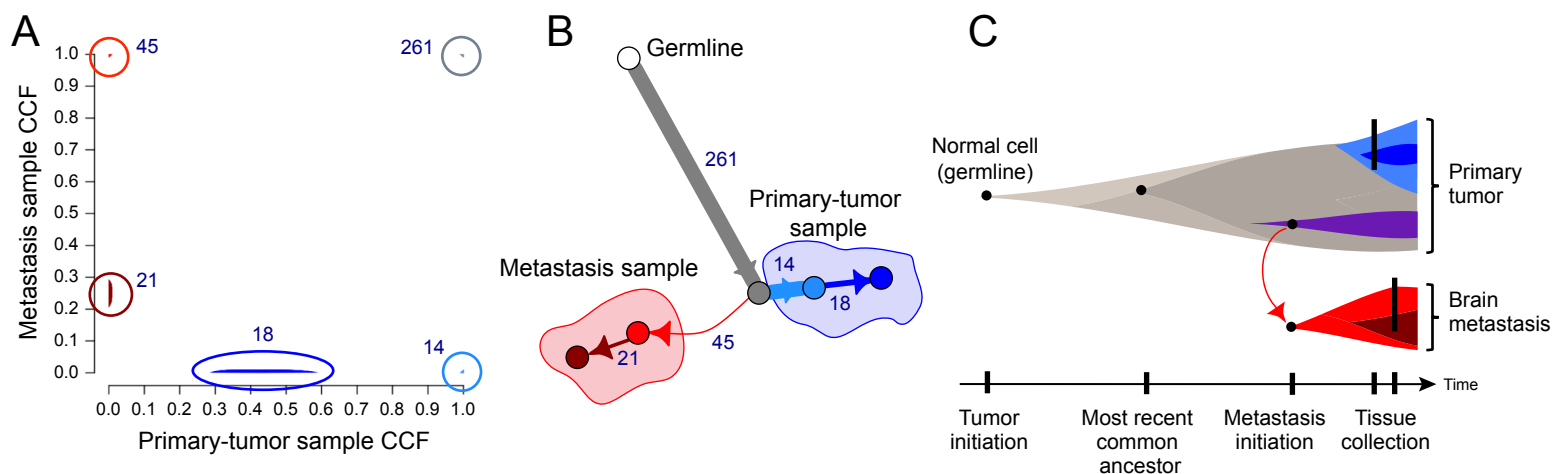 A
Metastasis sample CCF
1.0
0.9
0.8
0.7
0.6
0.5
0.4
0.3
0.2
0.1
0.0
45
261
21
18
14
0.0 0.1 0.2 0.3 0.4 0.5 0.6 0.7 0.8 0.9 1.0
Primary-tumor sample CCF
B
Germline
261
Primary-tumor
sample
Metastasis sample
14
18
45
21
C
Normal cell
(germline)
Primary
tumor
Brain
metastasis
Time
Tumor
initiation
Most recent
common
ancestor
Metastasis
initiation
Tissue
collection